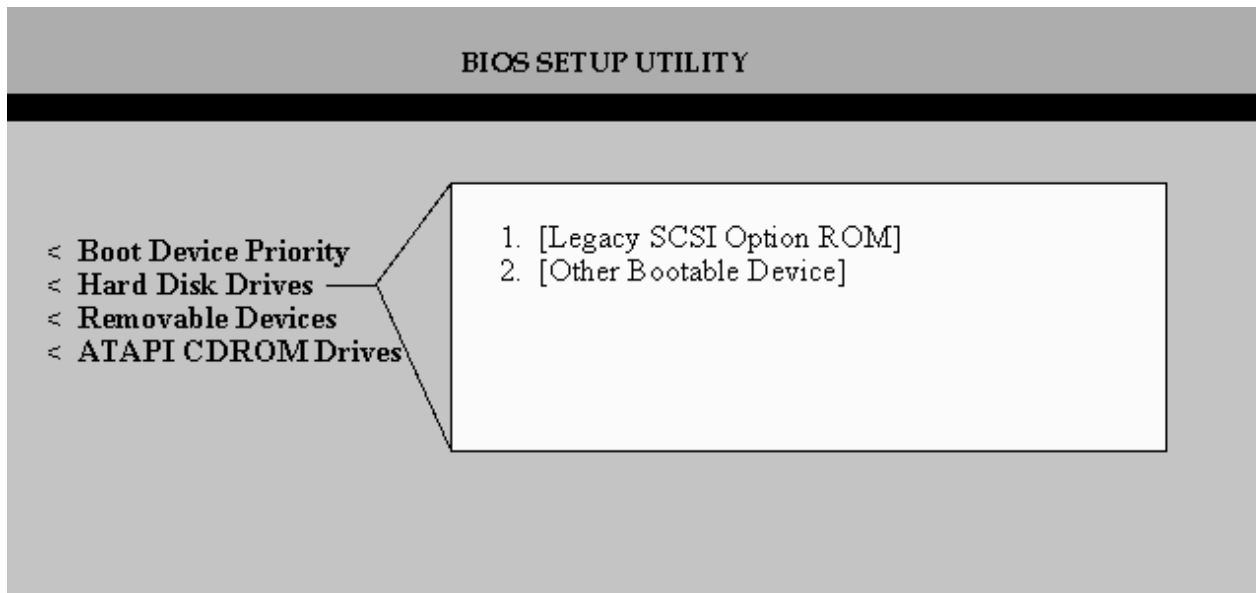 BIOS SETUP UTILITY
< Boot Device Priority
< Hard Disk Drives
< Removable Devices
< ATAPI CDROM Drives
1. [Legacy SCSI Option ROM]
2. [Other Bootable Device]